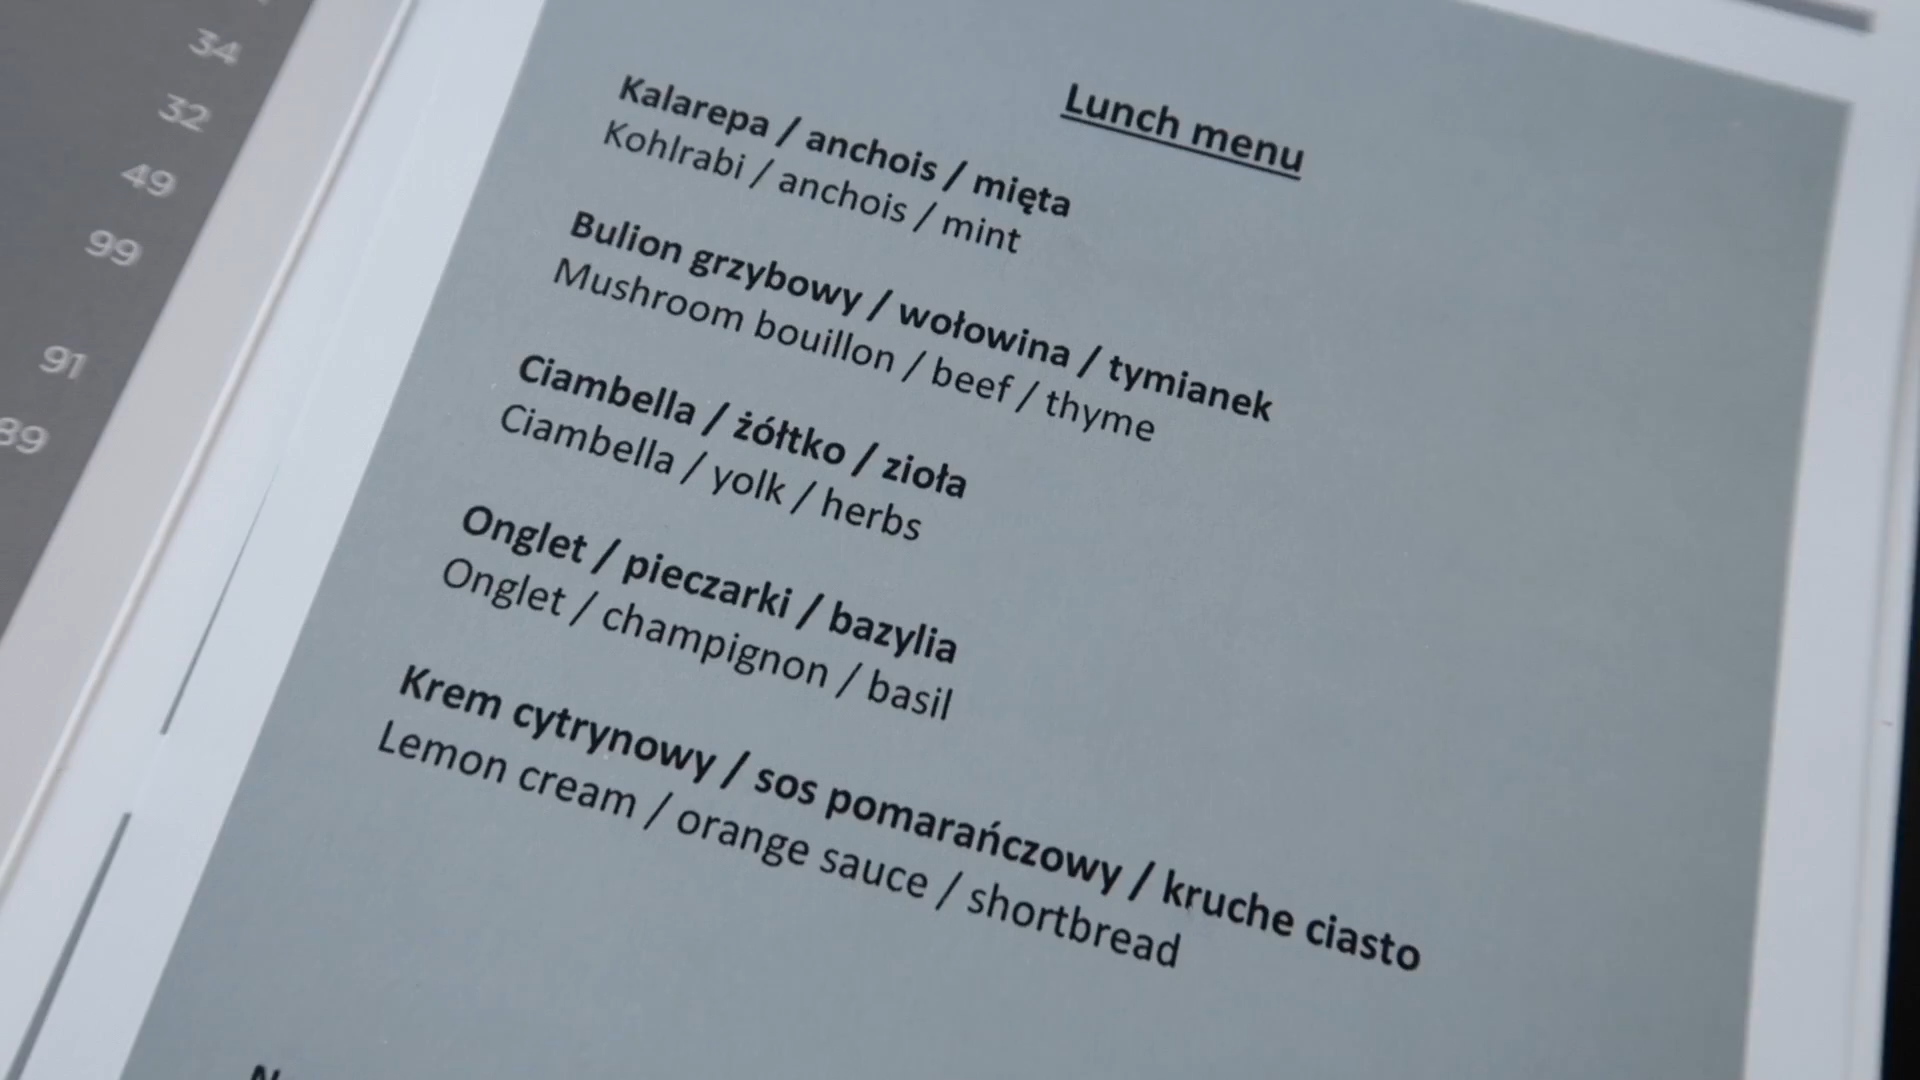 34
32
49
99
91
89
Lunch menu
Kalarepa / anchois / mięta
Kohlrabi / anchois / mint
Bulion grzybowy / wołowina / tymianek
Mushroom bouillon / beef / thyme
Ciambella / żółtko / zioła
Ciambella / yolk / herbs
Onglet / pieczarki / bazylia
Onglet / champignon / basil
Krem cytrynowy / sos pomarańczowy / kruche ciasto
Lemon cream / orange sauce / shortbread